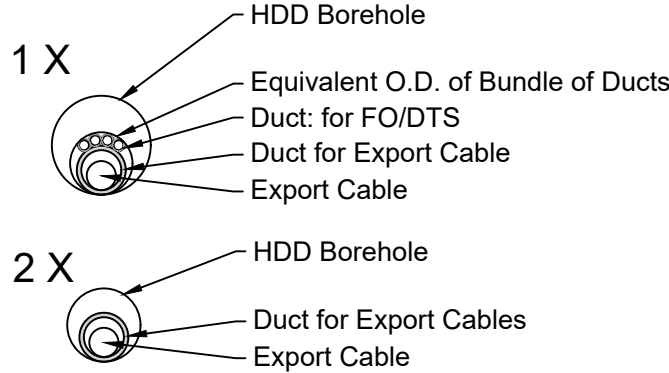 HDD Borehole
1 X
Equivalent O.D. of Bundle of Ducts
Duct: for FO/DTS
Duct for Export Cable
Export Cable
HDD Borehole
2 X
Duct for Export Cables
Export Cable